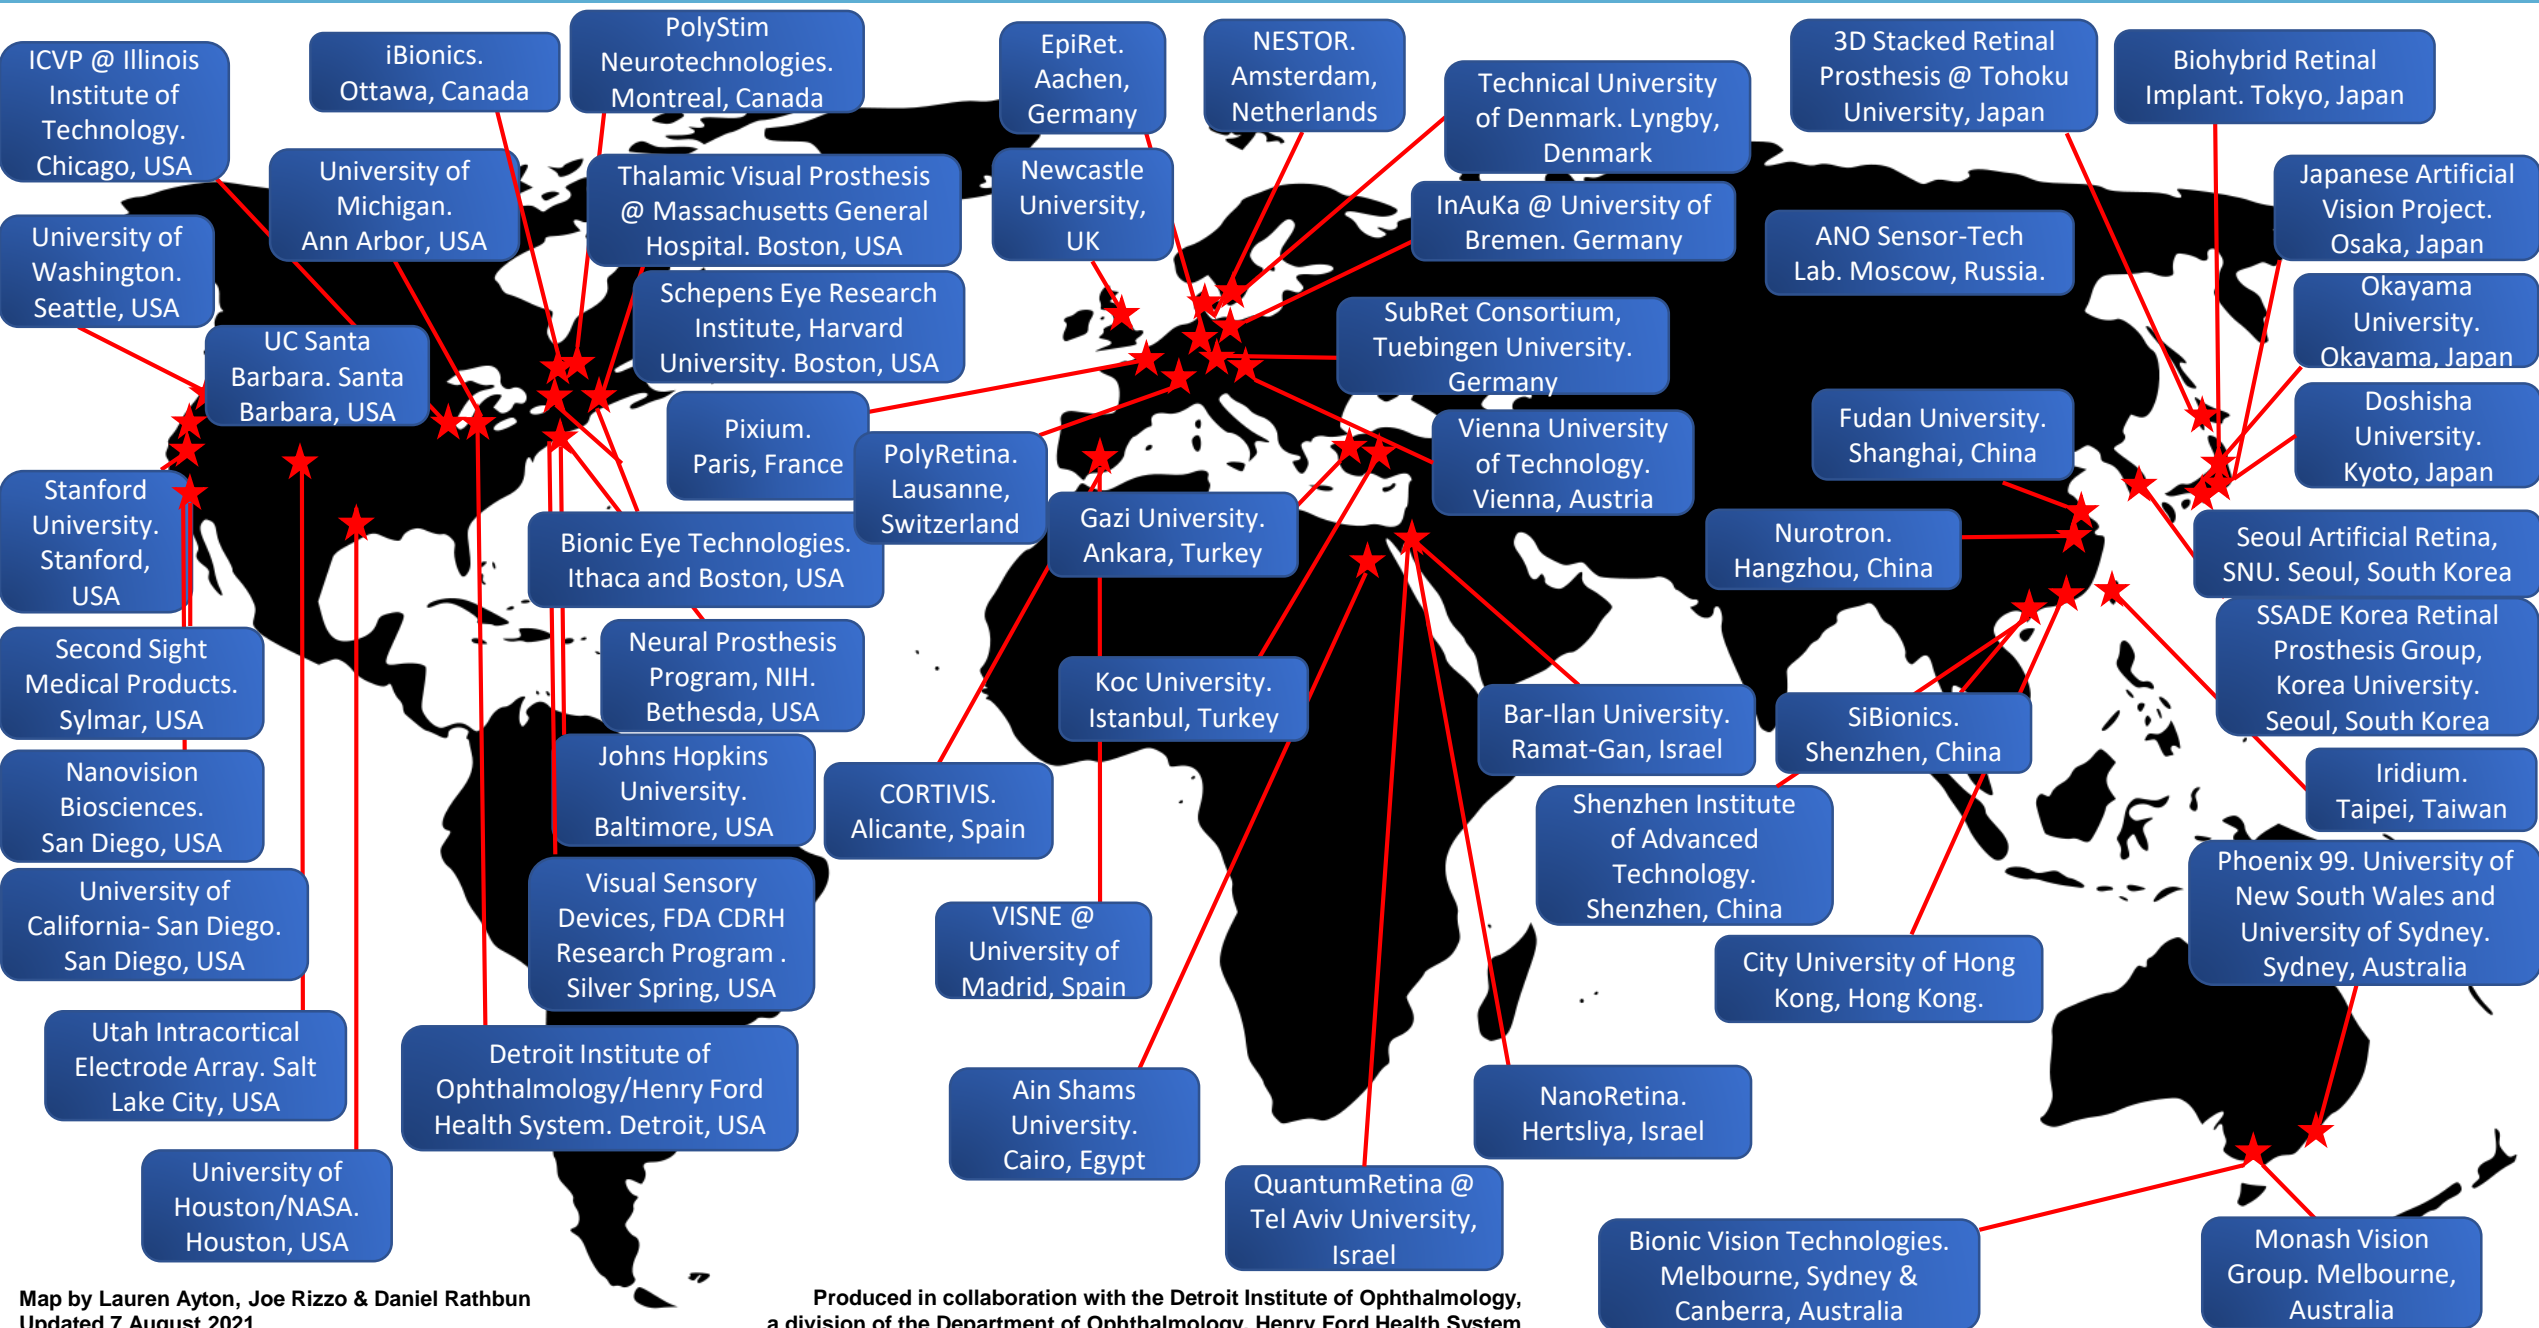 ICVP @ Illinois
Institute of
Technology.
Chicago, USA
iBionics.
Ottawa, Canada
PolyStim
Neurotechnologies.
Montreal, Canada
EpiRet.
Aachen,
Germany
NESTOR.
Amsterdam,
Netherlands
Technical University
of Denmark. Lyngby,
Denmark
3D Stacked Retinal
Prosthesis @ Tohoku
University, Japan
Biohybrid Retinal
Implant. Tokyo, Japan
University of
Michigan.
Ann Arbor, USA
Thalamic Visual Prosthesis
@ Massachusetts General
Hospital. Boston, USA
Newcastle
University,
UK
InAuKa @ University of
Bremen. Germany
ANO Sensor-Tech
Lab. Moscow, Russia.
Japanese Artificial
Vision Project.
Osaka, Japan
University of
Washington.
Seattle, USA
Schepens Eye Research
Institute, Harvard
University. Boston, USA
Okayama
University.
Okayama, Japan
UC Santa
Barbara. Santa
Barbara, USA
SubRet Consortium,
Tuebingen University.
Germany
Pixium.
Paris, France
PolyRetina.
Lausanne,
Switzerland
Vienna University
of Technology.
Vienna, Austria
Fudan University.
Shanghai, China
Doshisha
University.
Kyoto, Japan
Stanford
University.
Stanford,
USA
Bionic Eye Technologies.
Ithaca and Boston, USA
Gazi University.
Ankara, Turkey
Nurotron.
Hangzhou, China
Seoul Artificial Retina,
SNU. Seoul, South Korea
Second Sight
Medical Products.
Sylmar, USA
Neural Prosthesis
Program, NIH.
Bethesda, USA
Koc University.
Istanbul, Turkey
Bar-Ilan University.
Ramat-Gan, Israel
SiBionics.
Shenzhen, China
SSADE Korea Retinal
Prosthesis Group,
Korea University.
Seoul, South Korea
Nanovision
Biosciences.
San Diego, USA
Johns Hopkins
University.
Baltimore, USA
CORTIVIS.
Alicante, Spain
Shenzhen Institute
of Advanced
Technology.
Shenzhen, China
Iridium.
Taipei, Taiwan
University of
California- San Diego.
San Diego, USA
Visual Sensory
Devices, FDA CDRH
Research Program .
Silver Spring, USA
VISNE @
University of
Madrid, Spain
City University of Hong
Kong, Hong Kong.
Phoenix 99. University of
New South Wales and
University of Sydney.
Sydney, Australia
Utah Intracortical
Electrode Array. Salt
Lake City, USA
Detroit Institute of
Ophthalmology/Henry Ford
Health System. Detroit, USA
Ain Shams
University.
Cairo, Egypt
NanoRetina.
Hertsliya, Israel
University of
Houston/NASA.
Houston, USA
QuantumRetina @
Tel Aviv University,
Israel
Bionic Vision Technologies.
Melbourne, Sydney &
Canberra, Australia
Monash Vision
Group. Melbourne,
Australia
Map by Lauren Ayton, Joe Rizzo & Daniel Rathbun
Updated 7 August 2021
Produced in collaboration with the Detroit Institute of Ophthalmology,
a division of the Department of Ophthalmology, Henry Ford Health System